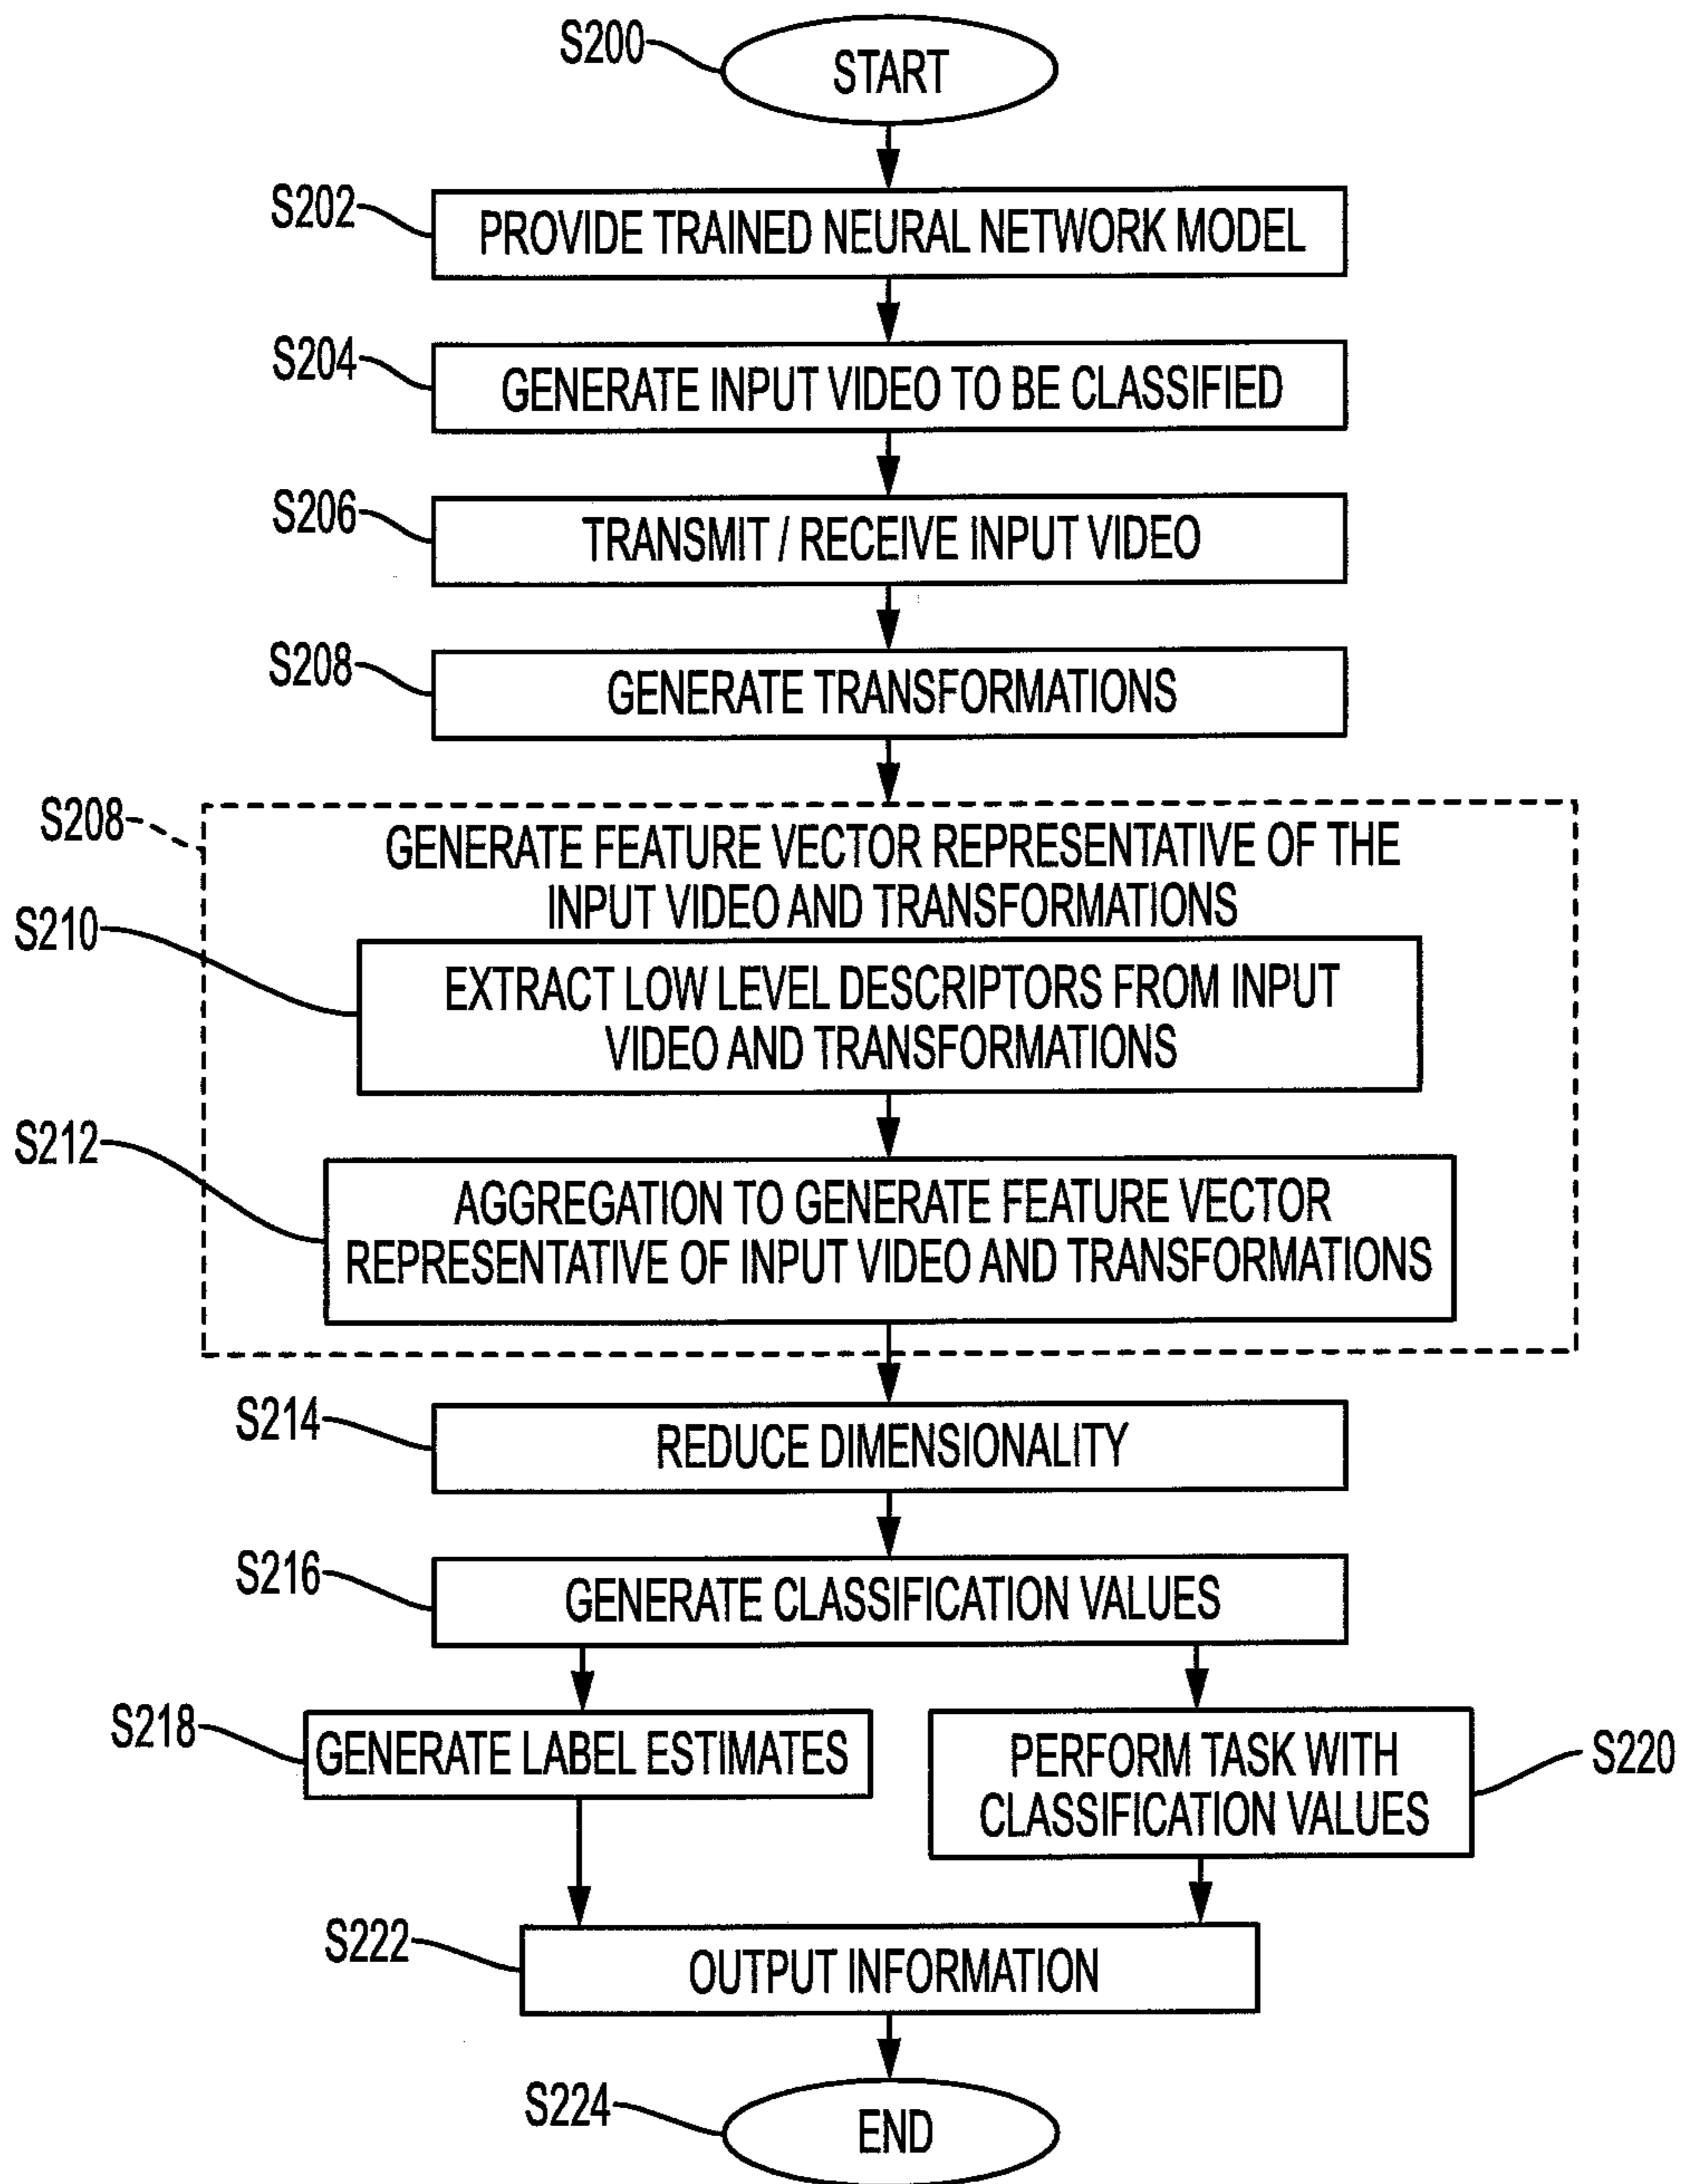 S200
START
S202
PROVIDE TRAINED NEURAL NETWORK MODEL
S204
GENERATE INPUT VIDEO TO BE CLASSIFIED
S206
TRANSMIT / RECEIVE INPUT VIDEO
S208
GENERATE TRANSFORMATIONS
S208
GENERATE FEATURE VECTOR REPRESENTATIVE OF THE
INPUT VIDEO AND TRANSFORMATIONS
S210
EXTRACT LOW LEVEL DESCRIPTORS FROM INPUT
VIDEO AND TRANSFORMATIONS
S212
AGGREGATION TO GENERATE FEATURE VECTOR
REPRESENTATIVE OF INPUT VIDEO AND TRANSFORMATIONS
S214
REDUCE DIMENSIONALITY
S216
GENERATE CLASSIFICATION VALUES
S218
GENERATE LABEL ESTIMATES
PERFORM TASK WITH
CLASSIFICATION VALUES
S220
S222
OUTPUT INFORMATION
S224
END